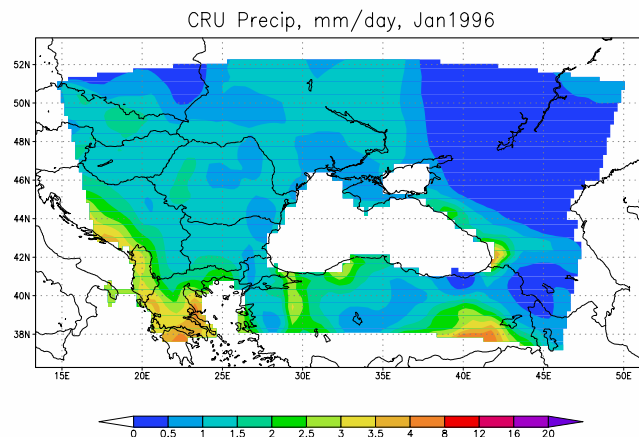 CRU Precip, mm/day, Jan1996
52N
50N
48N
46N
44N
42N
40N
38N
15E 20E 25E 30E 35E 40E 45E 50E
0 0.5 1 1.5 2 2.5 3 3.5 4 8 12 16 20